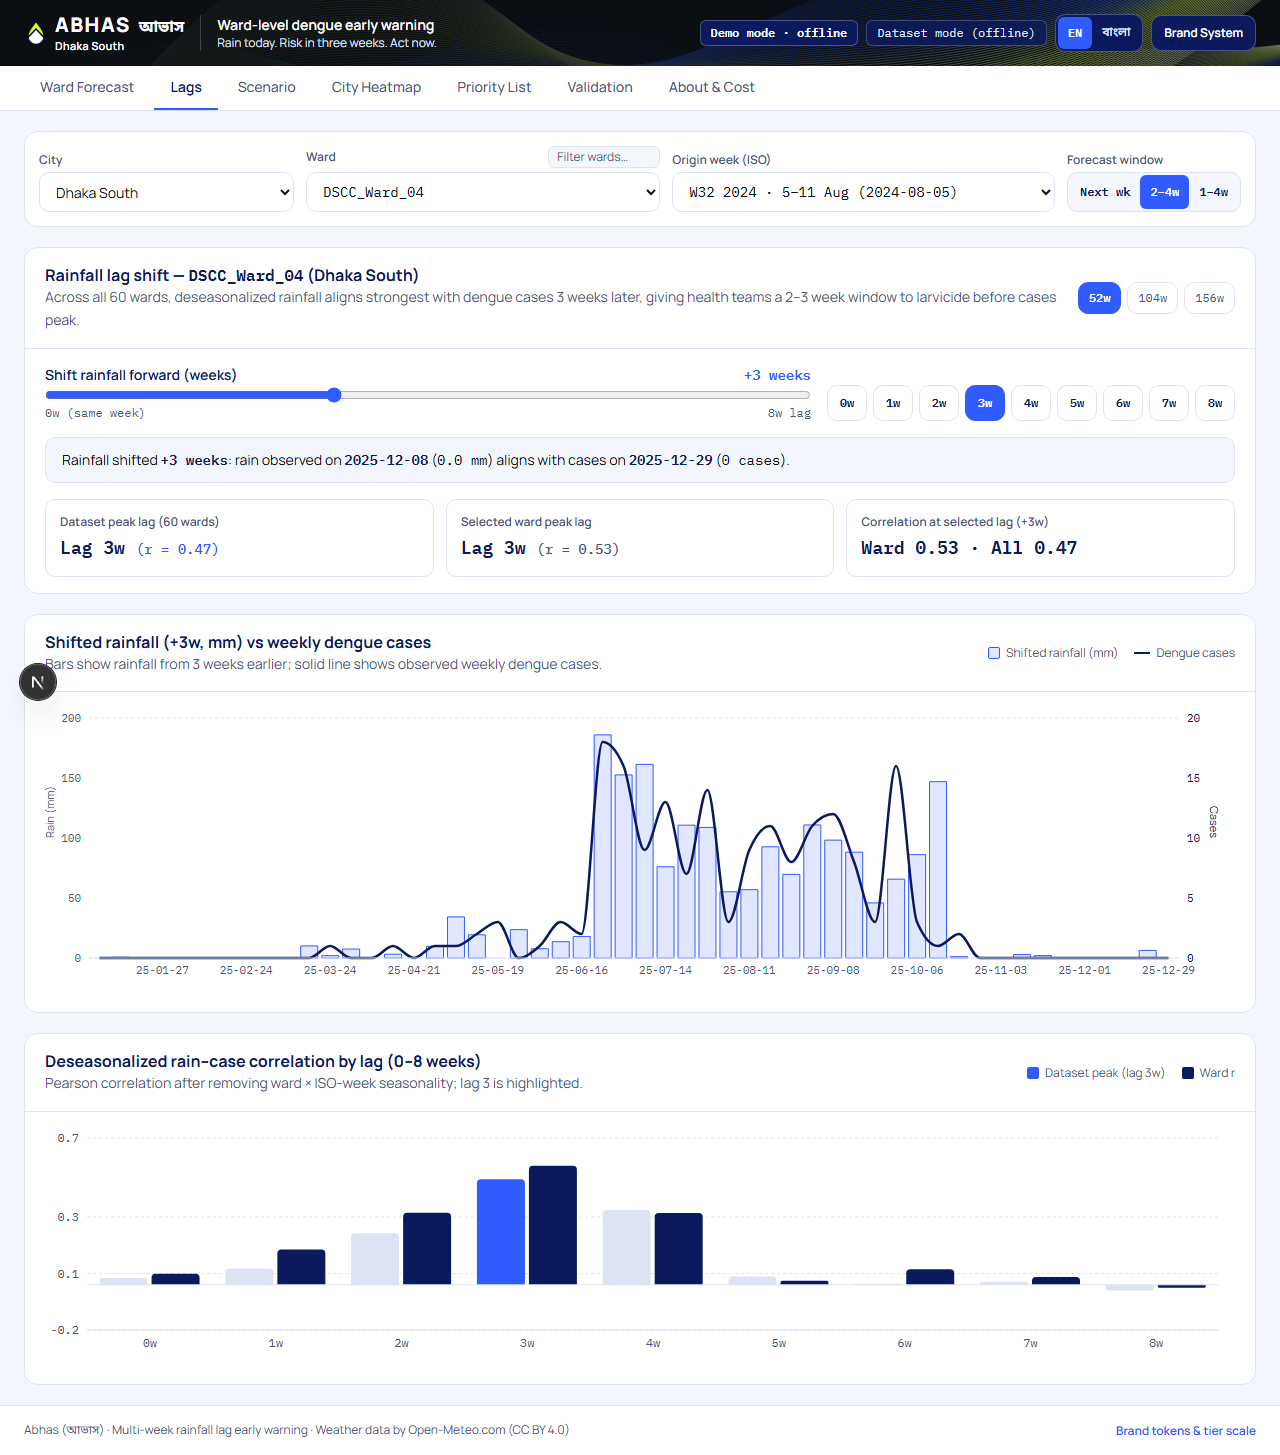 ABHAS আভাস
Dhaka South
Ward-level dengue early warning
Rain today. Risk in three weeks. Act now.
Demo mode · offline
Dataset mode (offline)
EN
বাংলা
Brand System
Ward Forecast
Lags
Scenario
City Heatmap
Priority List
Validation
About & Cost
City
Ward
Filter wards…
Origin week (ISO)
Forecast window
Dhaka South
DSCC_Ward_04
W32 2024 · 5–11 Aug (2024-08-05)
Next wk
2–4w
1–4w
Rainfall lag shift — DSCC_Ward_04 (Dhaka South)
Across all 60 wards, deseasonalized rainfall aligns strongest with dengue cases 3 weeks later, giving health teams a 2–3 week window to larvicide before cases
peak.
52w
104w
156w
Shift rainfall forward (weeks)
+3 weeks
0w (same week)
8w lag
0w
1w
2w
3w
4w
5w
6w
7w
8w
Rainfall shifted +3 weeks: rain observed on 2025-12-08 (0.0 mm) aligns with cases on 2025-12-29 (0 cases).
Dataset peak lag (60 wards)
Lag 3w (r = 0.47)
Selected ward peak lag
Lag 3w (r = 0.53)
Correlation at selected lag (+3w)
Ward 0.53 · All 0.47
Shifted rainfall (+3w, mm) vs weekly dengue cases
Bars show rainfall from 3 weeks earlier; solid line shows observed weekly dengue cases.
Shifted rainfall (mm)
Dengue cases
N
200
150
100
50
0
Rain (mm)
20
15
10
5
0
Cases
25-01-27
25-02-24
25-03-24
25-04-21
25-05-19
25-06-16
25-07-14
25-08-11
25-09-08
25-10-06
25-11-03
25-12-01
25-12-29
Deseasonalized rain–case correlation by lag (0–8 weeks)
Pearson correlation after removing ward × ISO-week seasonality; lag 3 is highlighted.
Dataset peak (lag 3w)
Ward r
0.7
0.3
0.1
-0.2
0w
1w
2w
3w
4w
5w
6w
7w
8w
Abhas (আভাস) · Multi-week rainfall lag early warning · Weather data by Open-Meteo.com (CC BY 4.0)
Brand tokens & tier scale